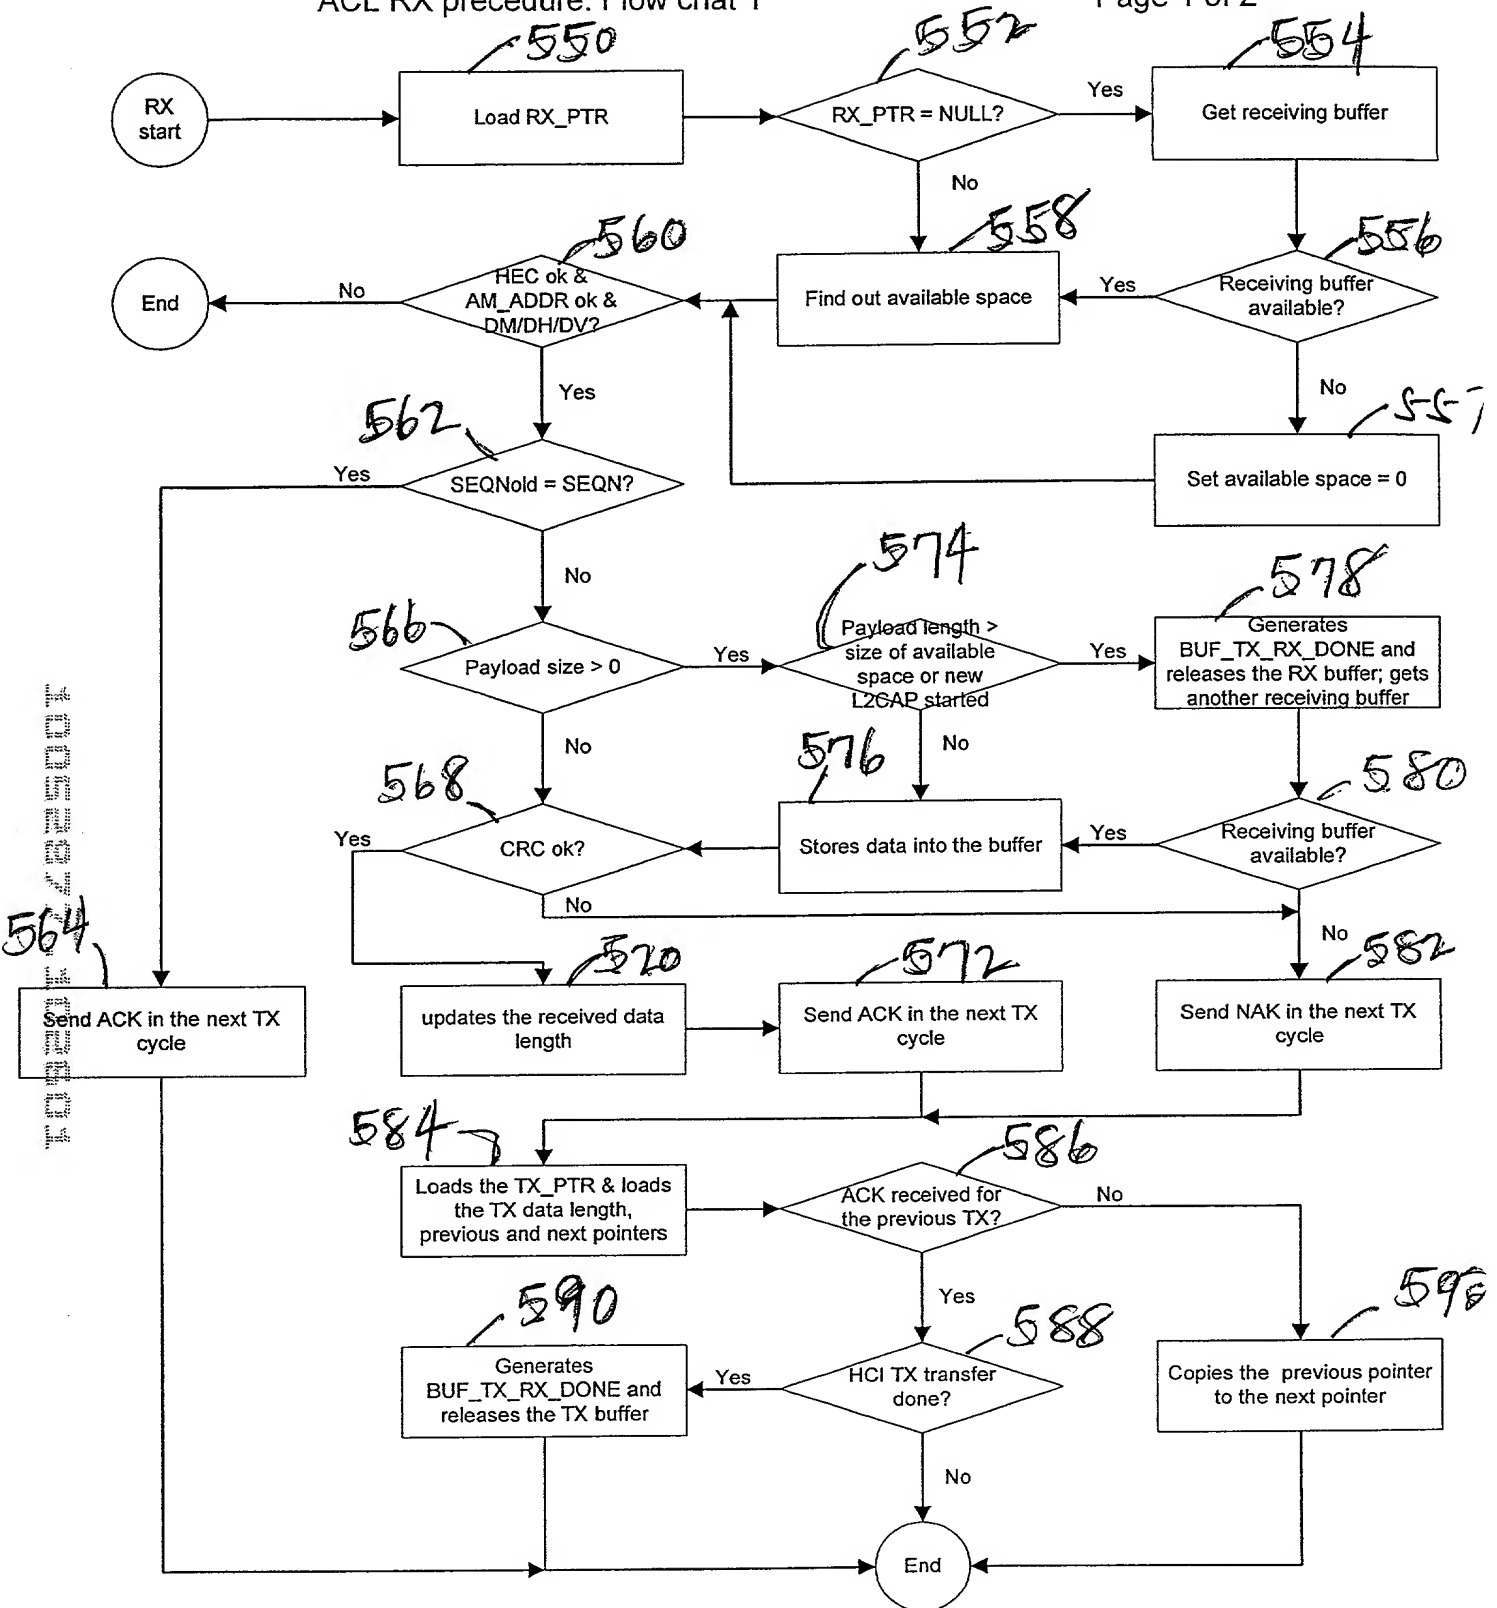 ACL RX precedure: Flow chat 1
Page 1 of 2
550
552
554
RX
start
Load RX_PTR
RX_PTR = NULL?
Yes
Get receiving buffer
No
560
558
556
End
No
HEC ok &
AM_ADDR ok &
DM/DH/DV?
Find out available space
Yes
Receiving buffer
available?
Yes
No
562
557
Yes
SEQNold = SEQN?
Set available space = 0
No
574
578
566
Payload size > 0
Yes
Payload length >
size of available
space or new
L2CAP started
Yes
Generates
BUF_TX_RX_DONE and
releases the RX buffer; gets
another receiving buffer
No
No
568
576
580
Yes
CRC ok?
Stores data into the buffer
Yes
Receiving buffer
available?
No
No
564
520
572
582
Send ACK in the next TX
cycle
updates the received data
length
Send ACK in the next TX
cycle
Send NAK in the next TX
cycle
584
586
Loads the TX_PTR & loads
the TX data length,
previous and next pointers
ACK received for
the previous TX?
No
Yes
590
588
Generates
BUF_TX_RX_DONE and
releases the TX buffer
Yes
HCI TX transfer
done?
Copies the previous pointer
to the next pointer
No
End